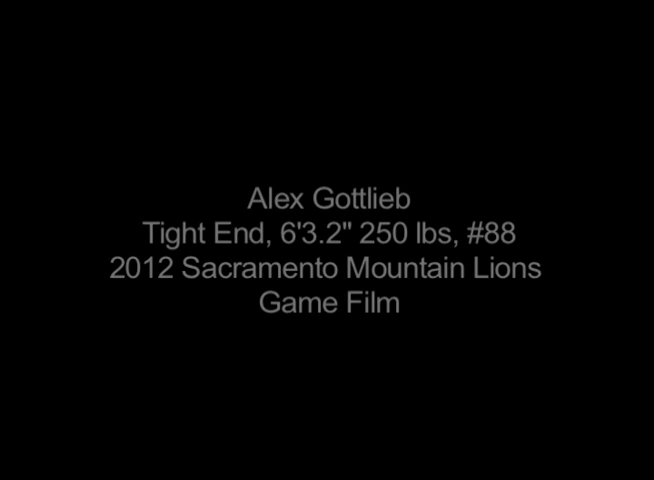 Alex Gottlieb
Tight End, 6'3.2" 250 lbs, #88
2012 Sacramento Mountain Lions
Game Film